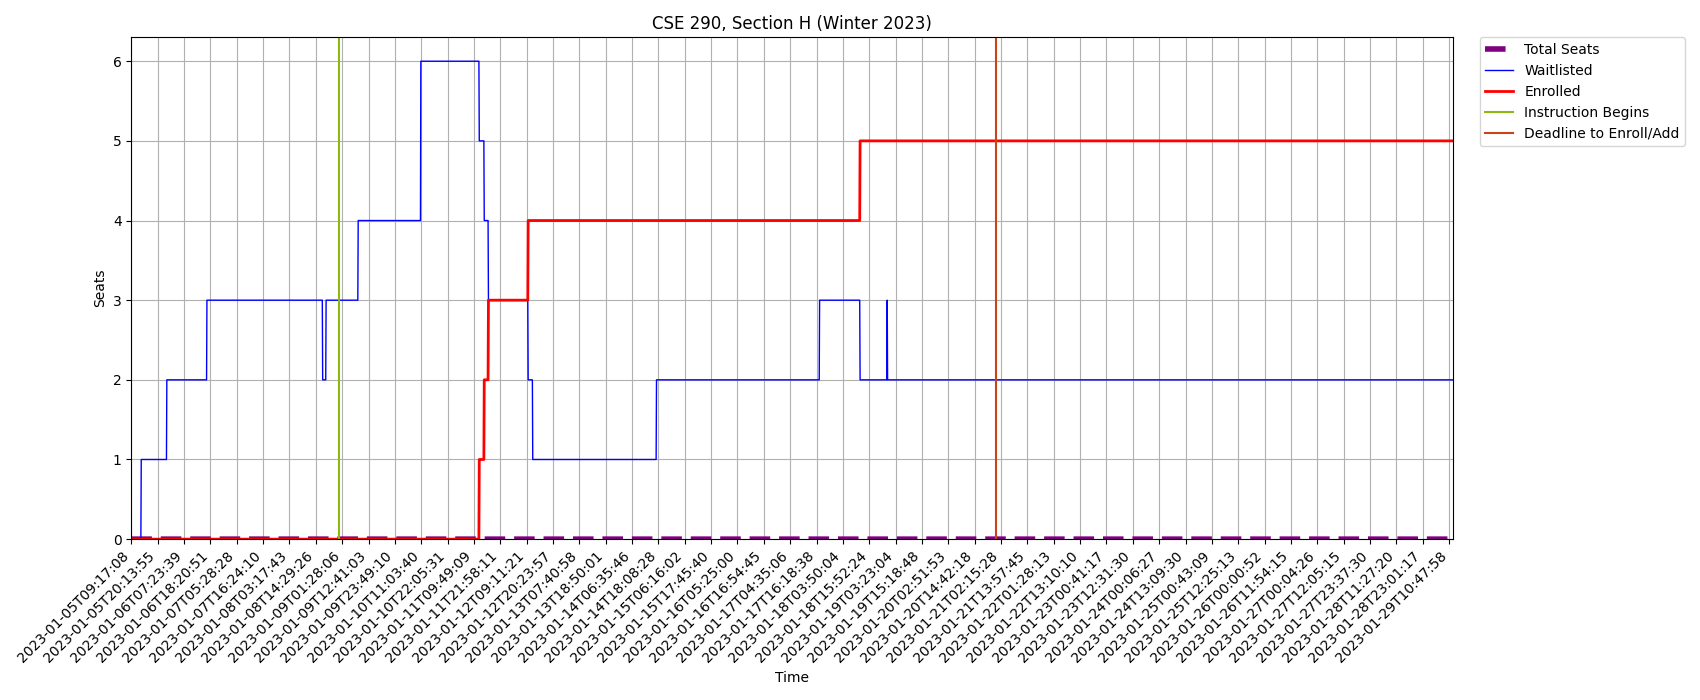 CSE 290, Section H (Winter 2023)
Total Seats
Waitlisted
Enrolled
Instruction Begins
Deadline to Enroll/Add
Seats
6
5
4
3
2
1
0
2023-01-05T09:17:08
2023-01-05T20:13:55
2023-01-06T07:23:39
2023-01-06T18:20:51
2023-01-07T05:28:28
2023-01-07T16:24:10
2023-01-08T03:17:43
2023-01-08T14:29:26
2023-01-09T01:28:06
2023-01-09T12:41:03
2023-01-09T23:49:10
2023-01-10T11:03:40
2023-01-10T22:05:31
2023-01-11T09:49:09
2023-01-11T21:58:11
2023-01-12T09:11:21
2023-01-12T20:23:57
2023-01-13T07:40:58
2023-01-13T18:50:01
2023-01-14T06:35:46
2023-01-14T18:08:28
2023-01-15T06:16:02
2023-01-15T17:45:40
2023-01-16T05:25:00
2023-01-16T16:54:45
2023-01-17T04:35:06
2023-01-17T16:18:38
2023-01-18T03:50:04
2023-01-18T15:52:24
2023-01-19T03:23:04
2023-01-19T15:18:48
2023-01-20T02:51:53
2023-01-20T14:42:18
2023-01-21T02:15:28
2023-01-21T13:57:45
2023-01-22T01:28:13
2023-01-22T13:10:10
2023-01-23T00:41:17
2023-01-23T12:31:30
2023-01-24T00:06:27
2023-01-24T13:09:30
2023-01-25T00:43:09
2023-01-25T12:25:13
2023-01-26T00:00:52
2023-01-26T11:54:15
2023-01-27T00:04:26
2023-01-27T12:05:15
2023-01-27T23:37:30
2023-01-28T11:27:20
2023-01-28T23:01:17
2023-01-29T10:47:58
Time